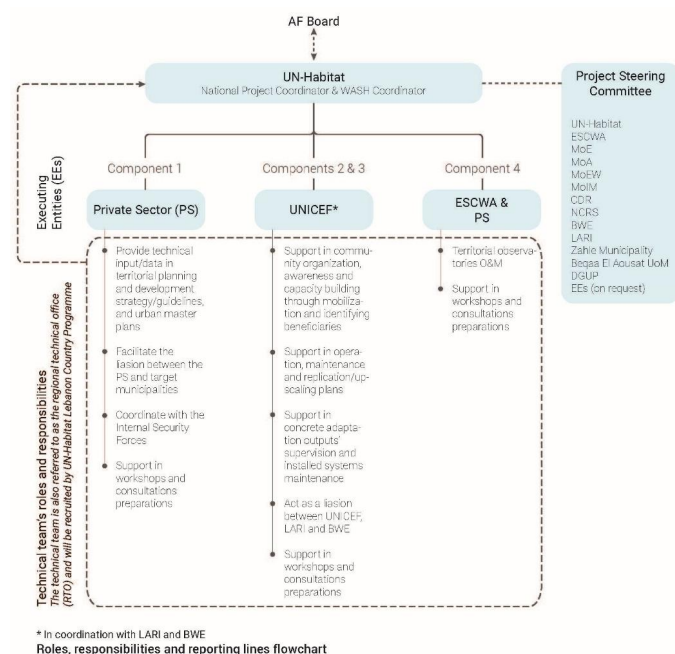 AF Board
UN-Habitat
National Project Coordinator & WASH Coordinator
Project Steering
Committee
UN-Habitat
ESCWA
MoE
MoA
MoEW
MoIM
CDR
NCRS
BWE
LARI
Zahle Municipality
Beqaa El Aousat UoM
DGUP
EEs (on request)
Executing
Entities (EEs)
Component 1
Private Sector (PS)
Components 2 & 3
UNICEF*
Component 4
ESCWA &
PS
Technical team's roles and responsibilities
The technical team is also referred to as the regional technical office
(RTO) and will be recruited by UN-Habitat Lebanon Country Programme
Provide technical
input/data in
territorial planning
and development
strategy/guidelines,
and urban master
plans
Facilitate the
liasion between the
PS and target
municipalities
Coordinate with the
Internal Security
Forces
Support in
workshops and
consultations
preparations
Support in commu-
nity organization,
awareness and
capacity building
through mobiliza-
tion and identifying
beneficiaries
Support in opera-
tion, maintenance
and replication/up-
scaling plans
Support in
concrete adapta-
tion outputs'
supervision and
installed systems
maintenance
Act as a liasion
between UNICEF,
LARI and BWE
Support in
workshops and
consultations
preparations
Territorial observa-
tories O&M
Support in
workshops and
consultations
preparations
* In coordination with LARI and BWE
Roles, responsibilities and reporting lines flowchart